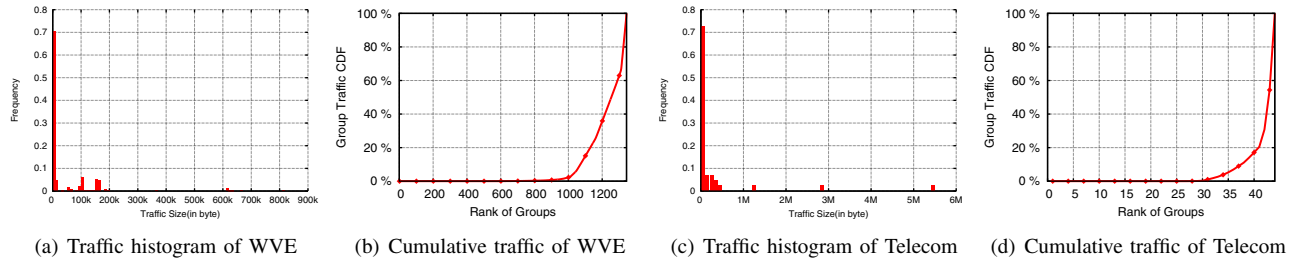 0.8
0.7
0.6
0.5
0.4
0.3
0.2
0.1
0
Frequency
0 100k 200k 300k 400k 500k 600k 700k 800k 900k
Traffic Size(in byte)
(a) Traffic histogram of WVE
100 %
80 %
60 %
40 %
20 %
0 %
Group Traffic CDF
0 200 400 600 800 1000 1200
Rank of Groups
(b) Cumulative traffic of WVE
0.8
0.7
0.6
0.5
0.4
0.3
0.2
0.1
0
Frequency
0 1M 2M 3M 4M 5M 6M
Traffic Size(in byte)
(c) Traffic histogram of Telecom
100 %
80 %
60 %
40 %
20 %
0 %
Group Traffic CDF
0 5 10 15 20 25 30 35 40
Rank of Groups
(d) Cumulative traffic of Telecom